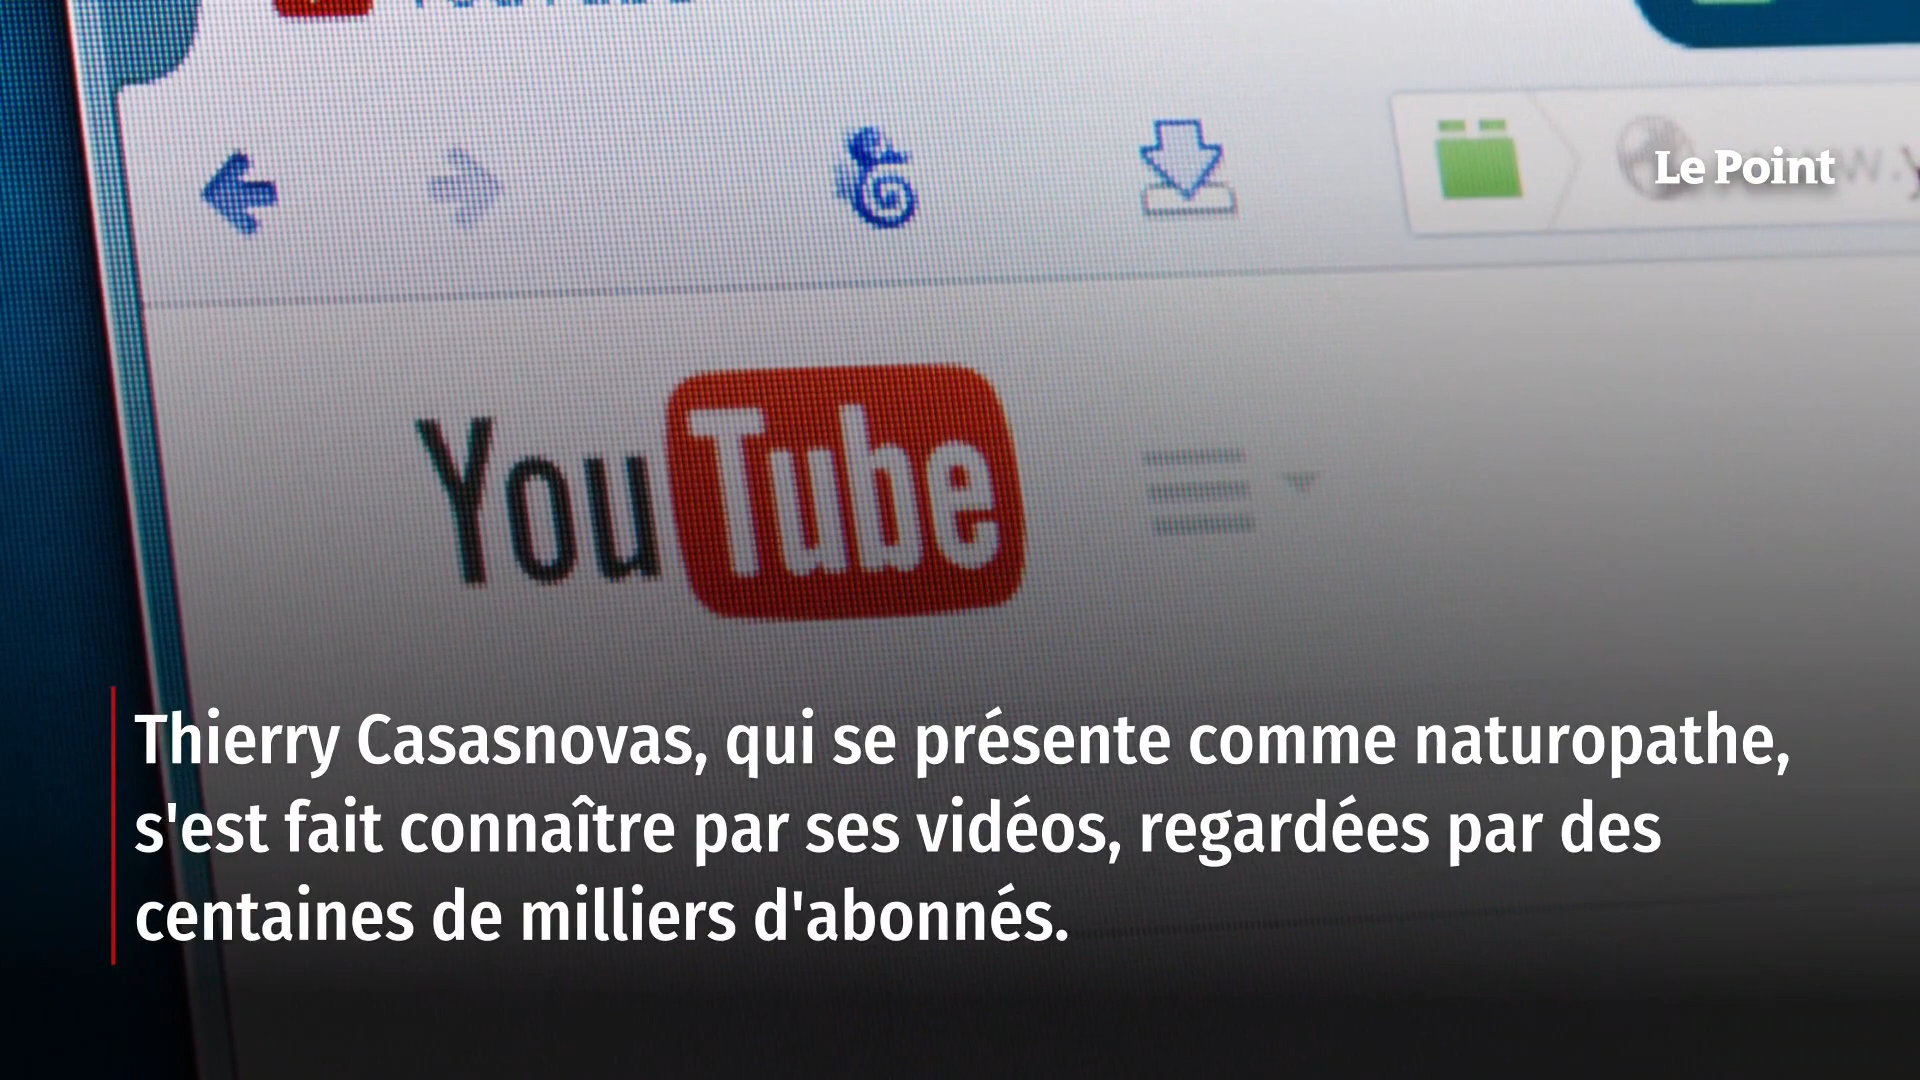 Le Point
YouTube
Thierry Casasnovas, qui se présente comme naturopathe,
s'est fait connaître par ses vidéos, regardées par des
centaines de milliers d'abonnés.